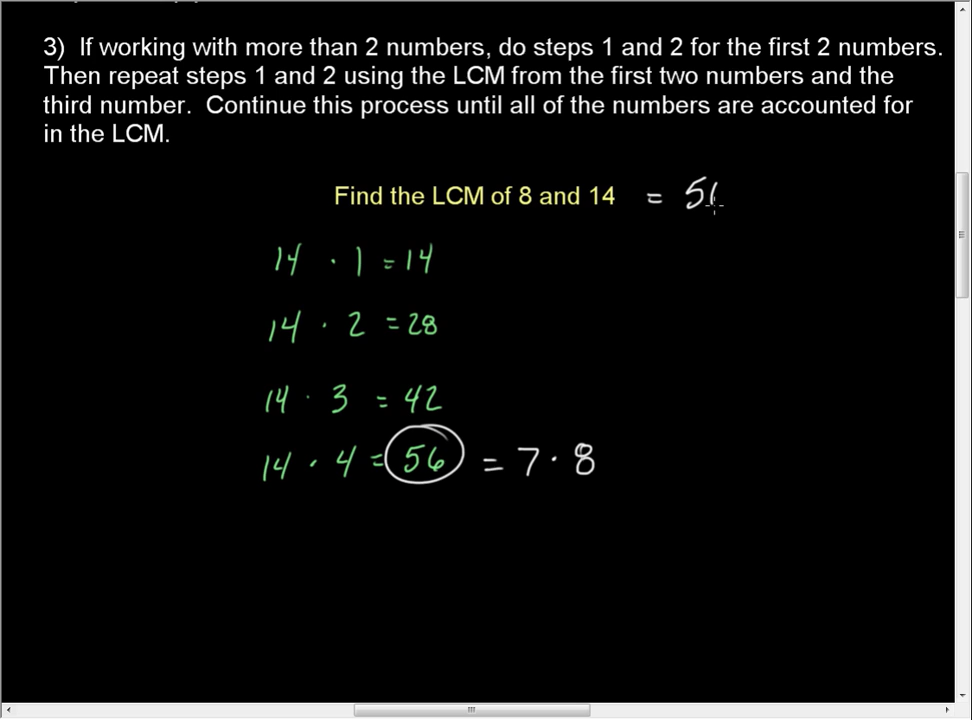 3) If working with more than 2 numbers, do steps 1 and 2 for the first 2 numbers.
Then repeat steps 1 and 2 using the LCM from the first two numbers and the
third number. Continue this process until all of the numbers are accounted for
in the LCM.
Find the LCM of 8 and 14 = 5
14 · 1 = 14
14 · 2 = 28
14 · 3 = 42
14 · 4 = 56 = 7 · 8